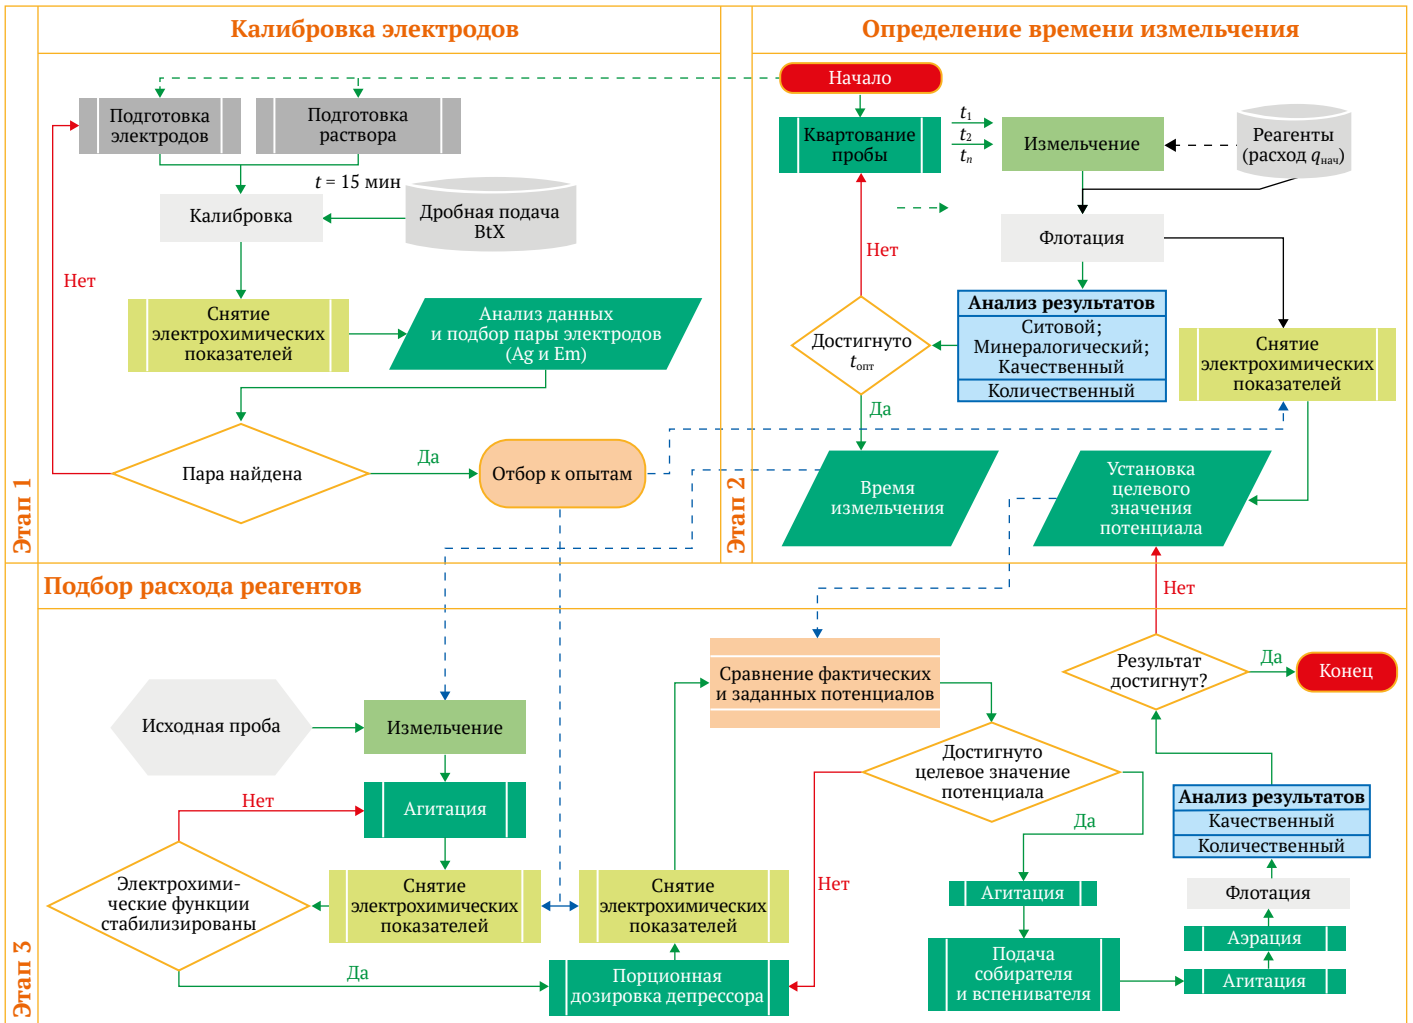 Калибровка электродов
Подготовка
электродов
Подготовка
раствора
t = 15 мин
Калибровка
Дробная подача
BtX
Нет
Снятие
электрохимических
показателей
Анализ данных
и подбор пары электродов
(Ag и Em)
Пара найдена
Да
Отбор к опытам
Этап 1
Определение времени измельчения
Начало
Квартование
пробы
t1
t2
tn
Измельчение
Реагенты
(расход qнач)
Флотация
Нет
Анализ результатов
Ситовой;
Минералогический;
Качественный
Количественный
Достигнуто
tопт
Да
Снятие
электрохимических
показателей
Время
измельчения
Установка
целевого
значения
потенциала
Этап 2
Подбор расхода реагентов
Нет
Исходная проба
Измельчение
Нет
Агитация
Электрохими-
ческие функции
стабилизированы
Снятие
электрохимических
показателей
Снятие
электрохимических
показателей
Да
Порционная
дозировка депрессора
Сравнение фактических
и заданных потенциалов
Достигнуто
целевое значение
потенциала
Нет
Да
Агитация
Подача
собирателя
и вспенивателя
Агитация
Аэрация
Флотация
Анализ результатов
Качественный
Количественный
Результат
достигнут?
Да
Конец
Этап 3